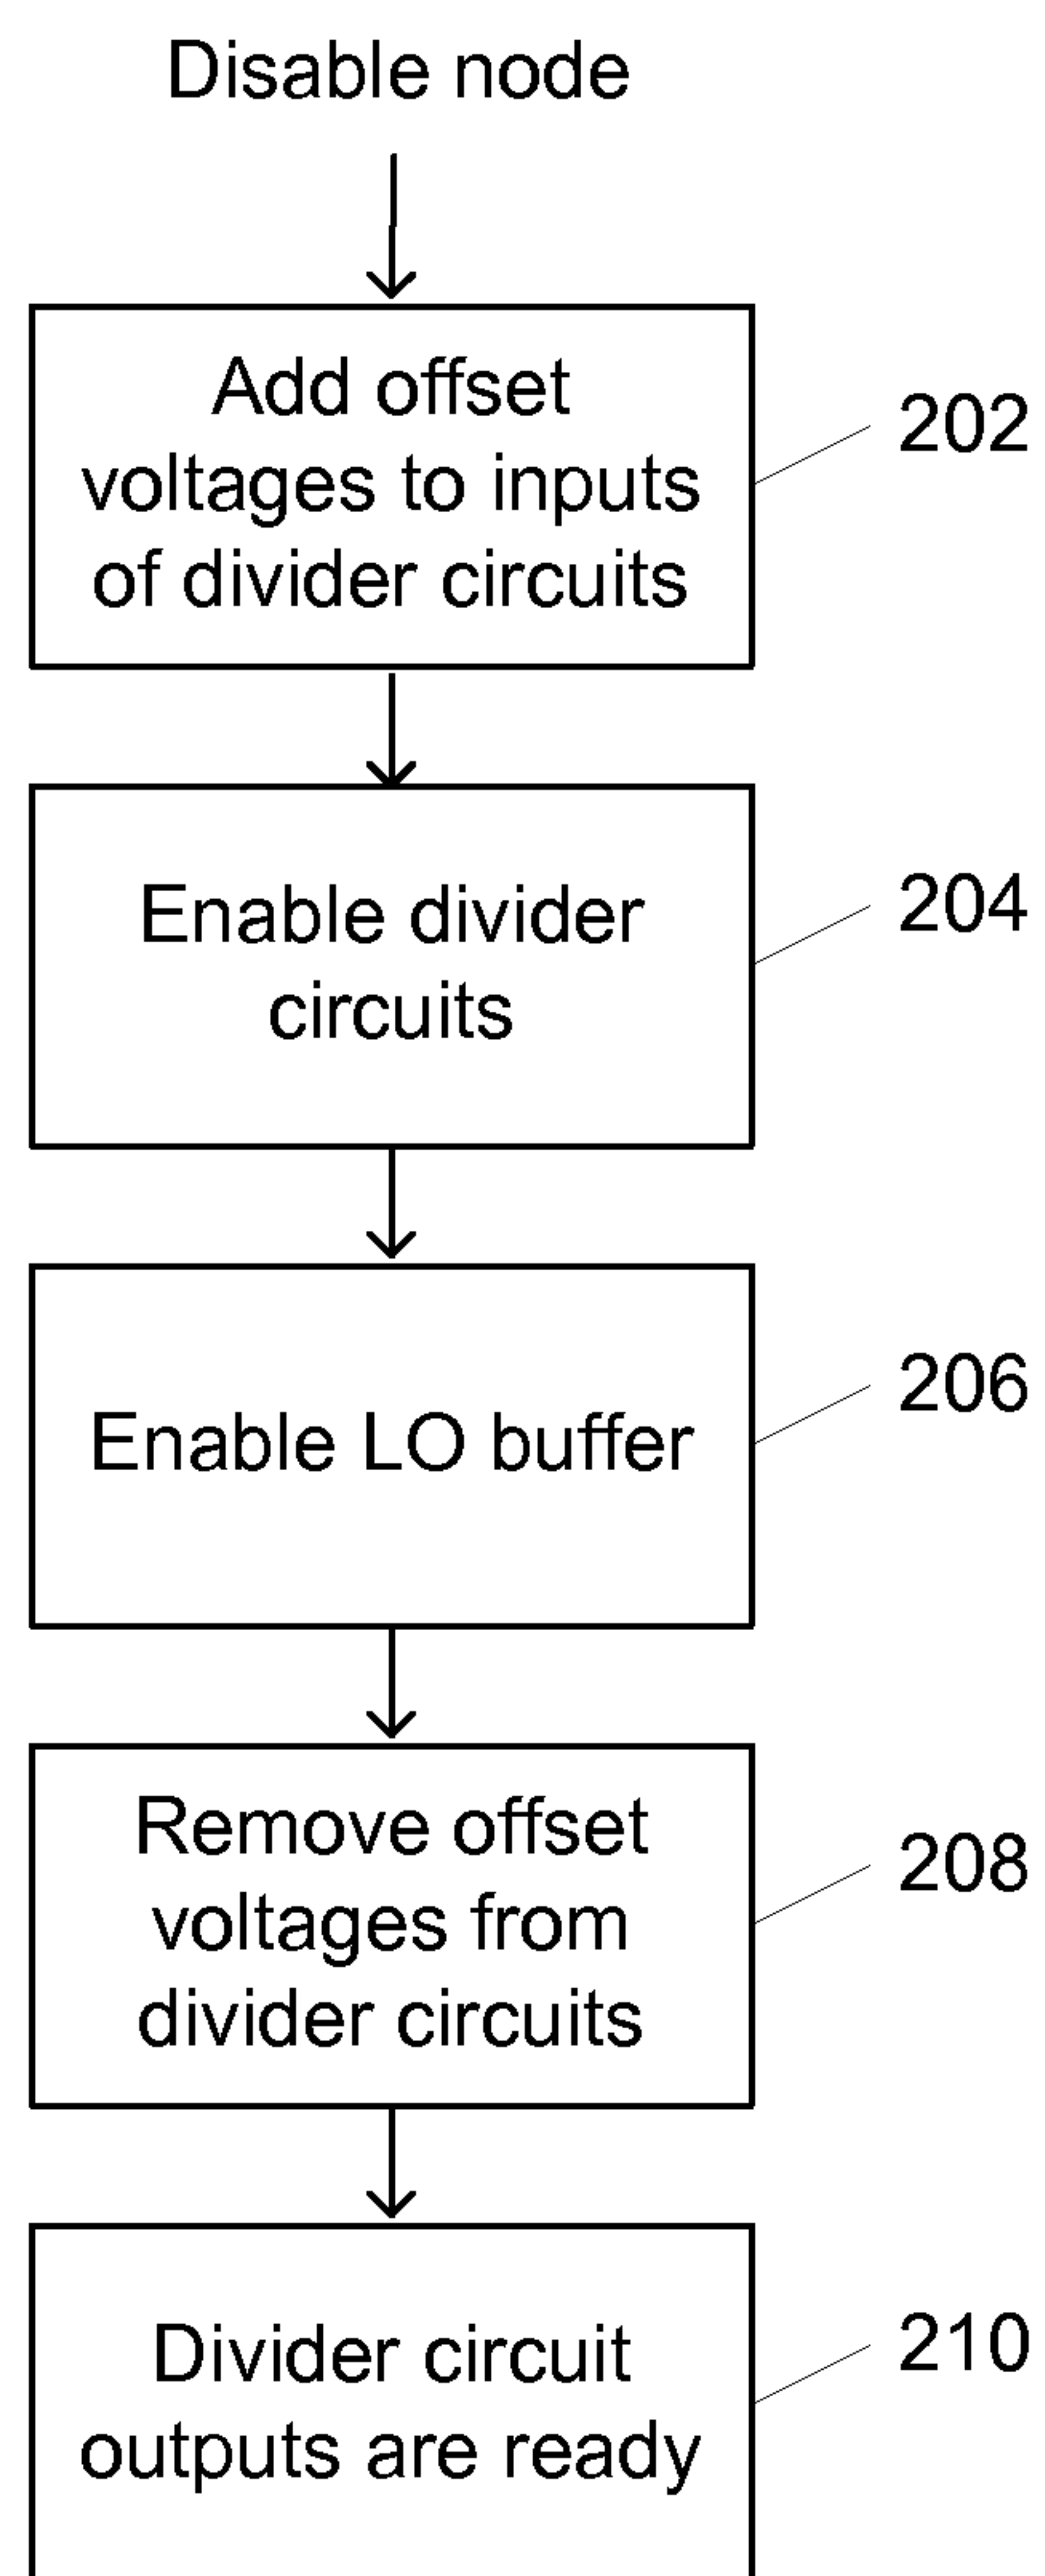 Disable node
Add offset
voltages to inputs
of divider circuits
202
Enable divider
circuits
204
Enable LO buffer
206
Remove offset
voltages from
divider circuits
208
Divider circuit
outputs are ready
210